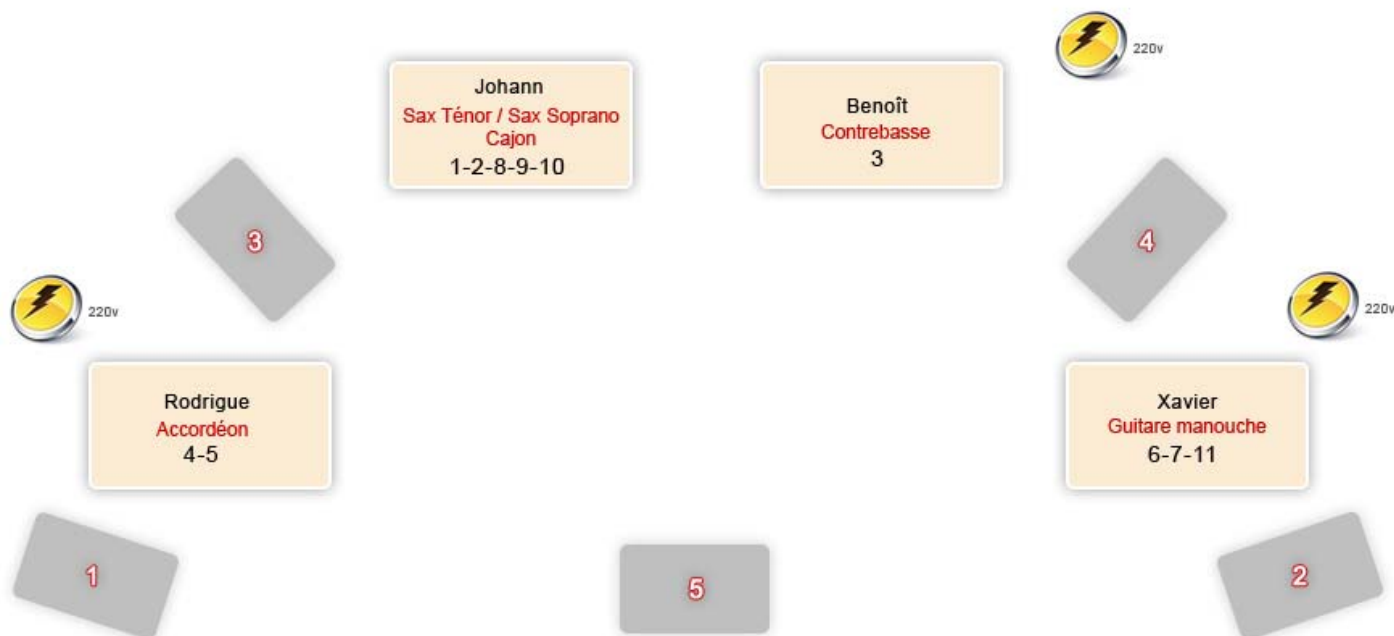 220v
Johann
Sax Ténor / Sax Soprano
Cajon
1-2-8-9-10
Benoît
Contrebasse
3
3
4
220v
220v
Rodrigue
Accordéon
4-5
Xavier
Guitare manouche
6-7-11
1
5
2